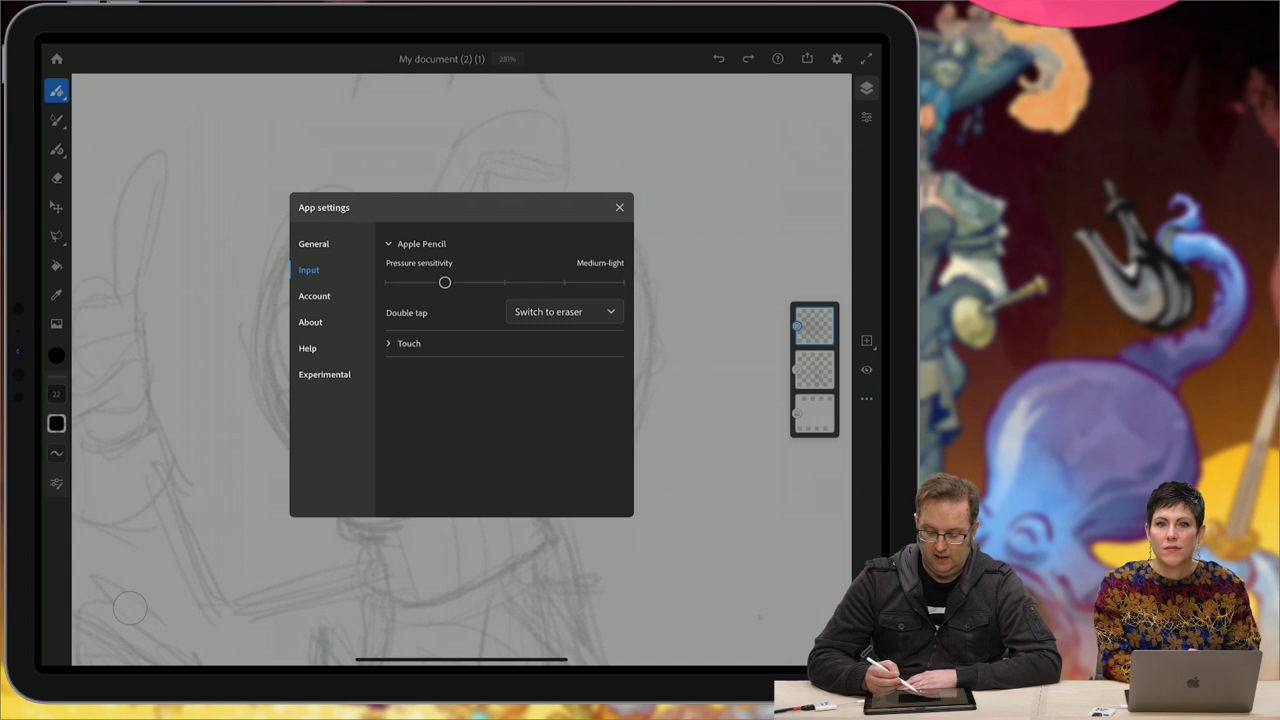 My document (2) (1) 281%
App settings
General
Input
Account
About
Help
Experimental
Apple Pencil
Pressure sensitivity Medium-light
Double tap Switch to eraser
Touch
22